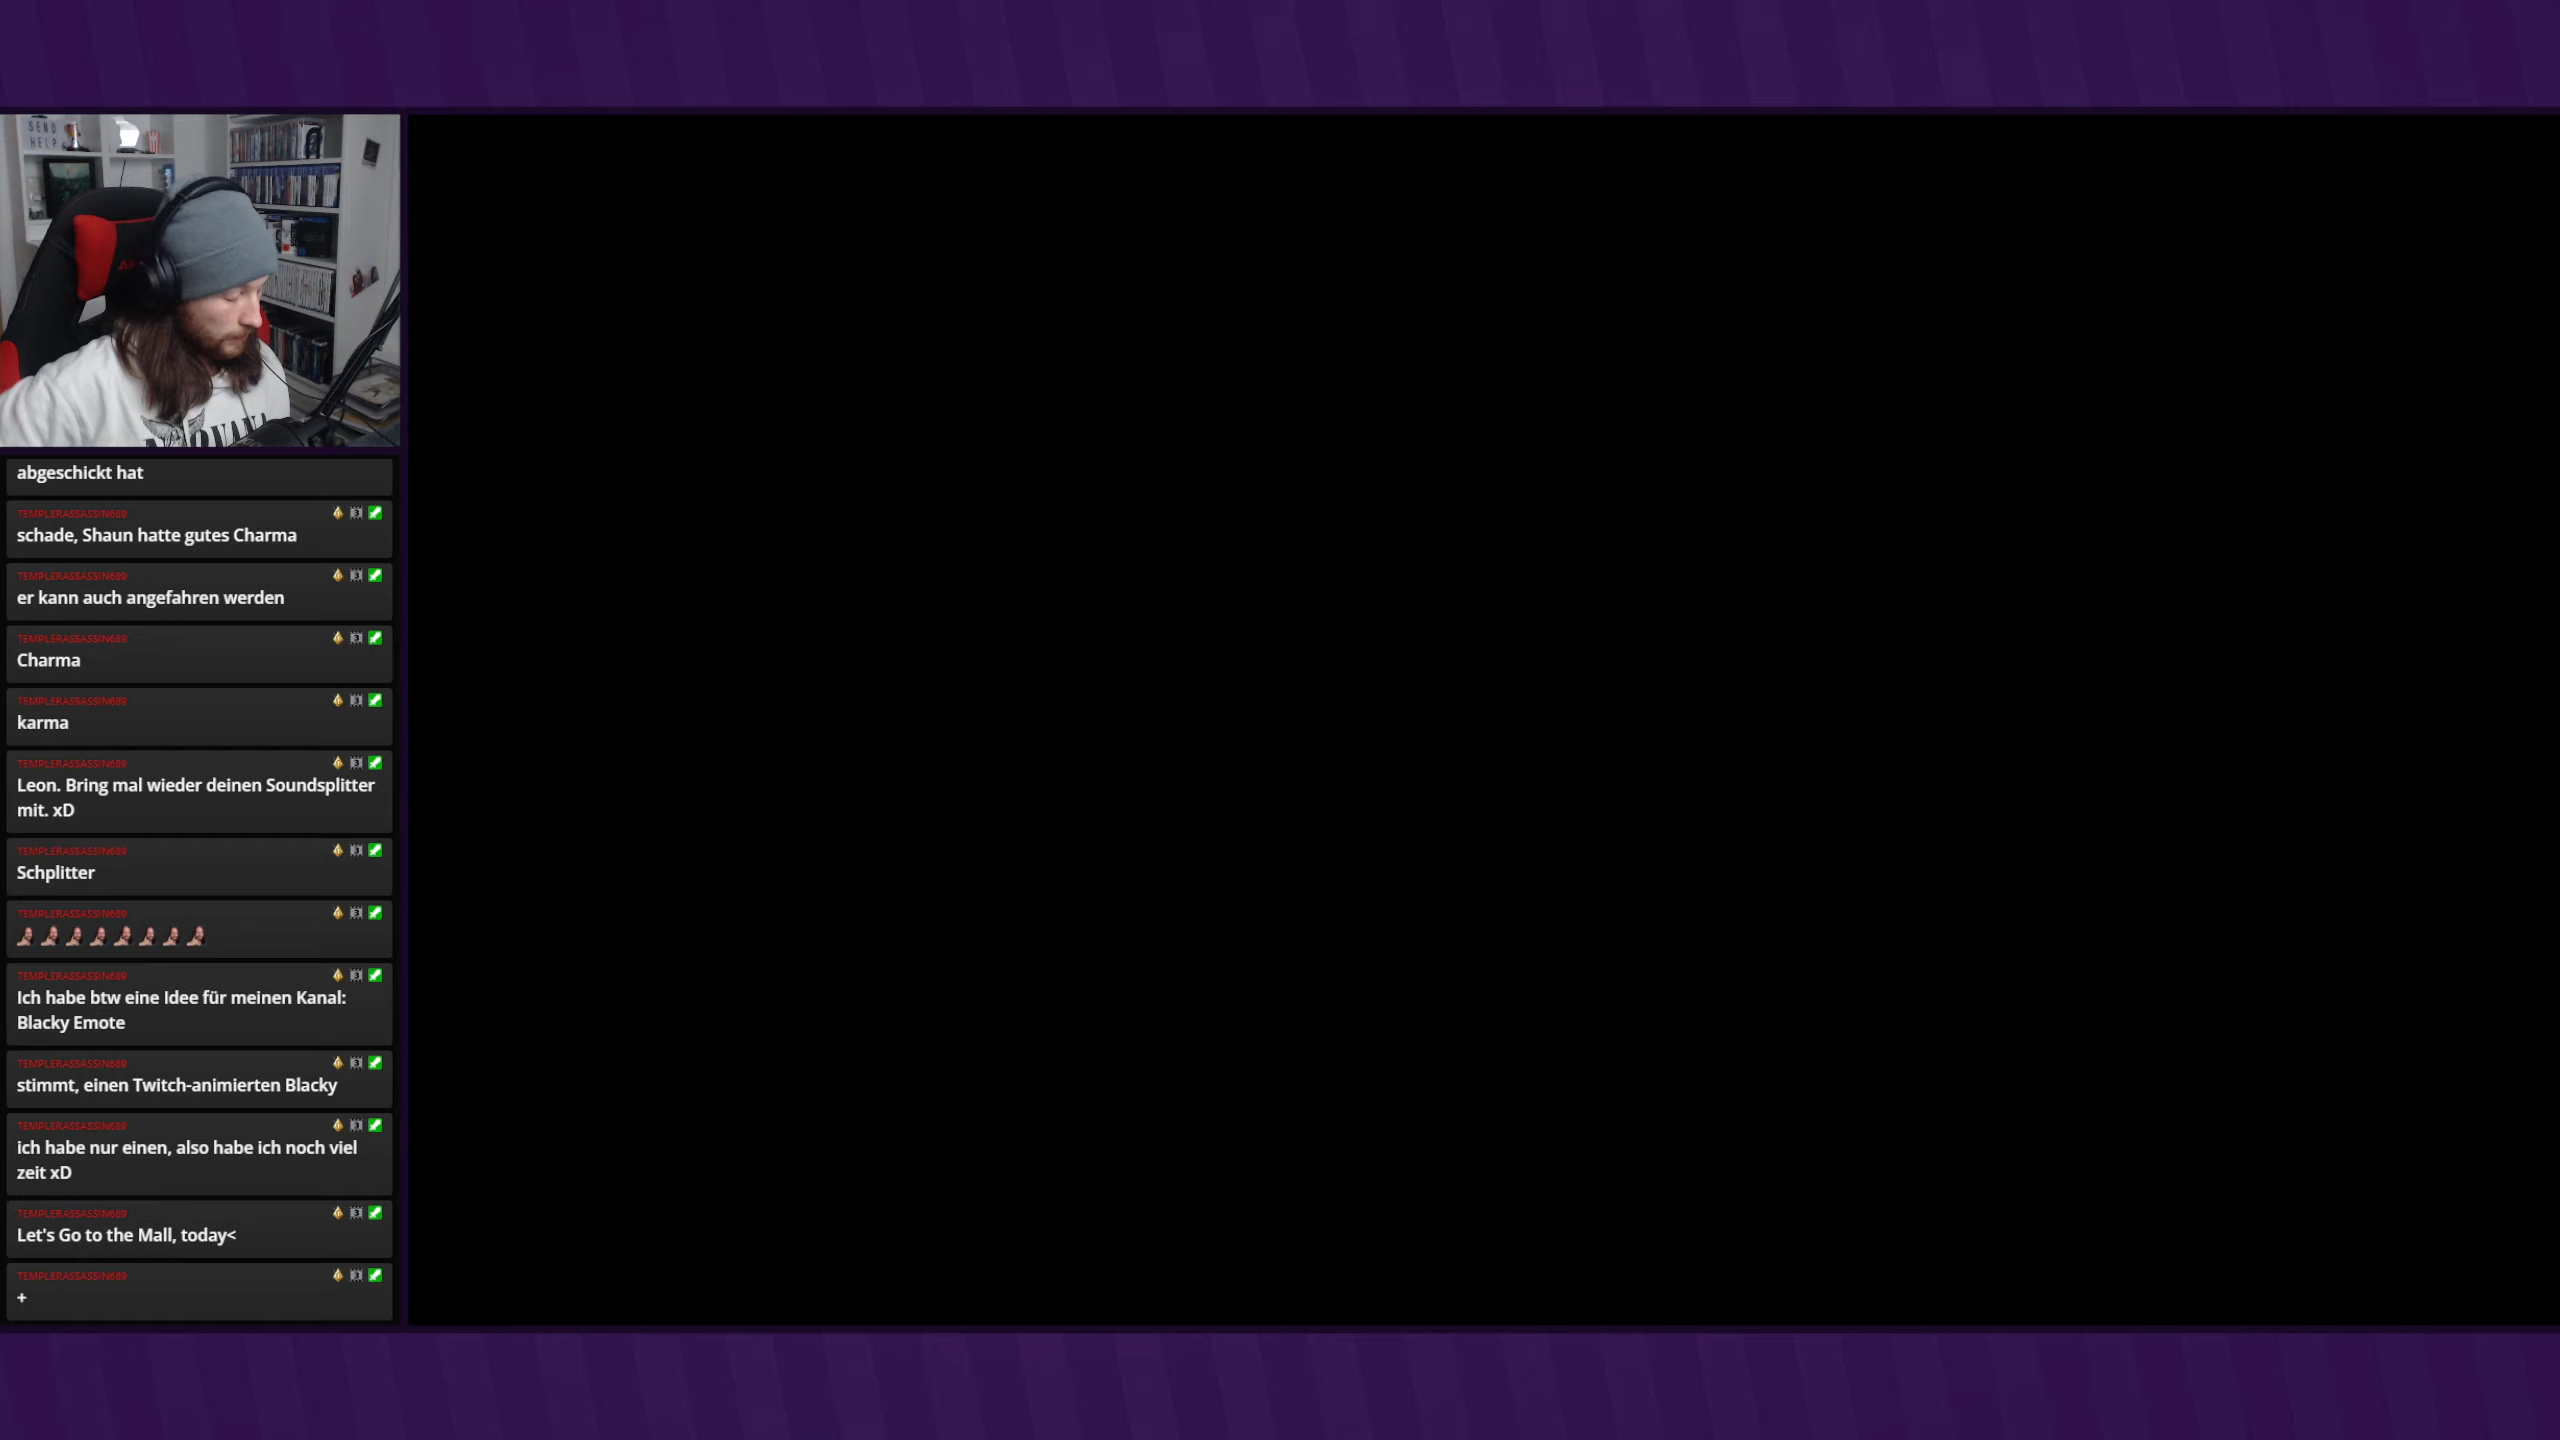 SEND
HELP
abgeschickt hat
TEMPLERASSASSIN689
schade, Shaun hatte gutes Charma
TEMPLERASSASSIN689
er kann auch angefahren werden
TEMPLERASSASSIN689
Charma
TEMPLERASSASSIN689
karma
TEMPLERASSASSIN689
Leon. Bring mal wieder deinen Soundsplitter
mit. xD
TEMPLERASSASSIN689
Schplitter
TEMPLERASSASSIN689
TEMPLERASSASSIN689
Ich habe btw eine Idee für meinen Kanal:
Blacky Emote
TEMPLERASSASSIN689
stimmt, einen Twitch-animierten Blacky
TEMPLERASSASSIN689
ich habe nur einen, also habe ich noch viel
zeit xD
TEMPLERASSASSIN689
Let's Go to the Mall, today<
TEMPLERASSASSIN689
+